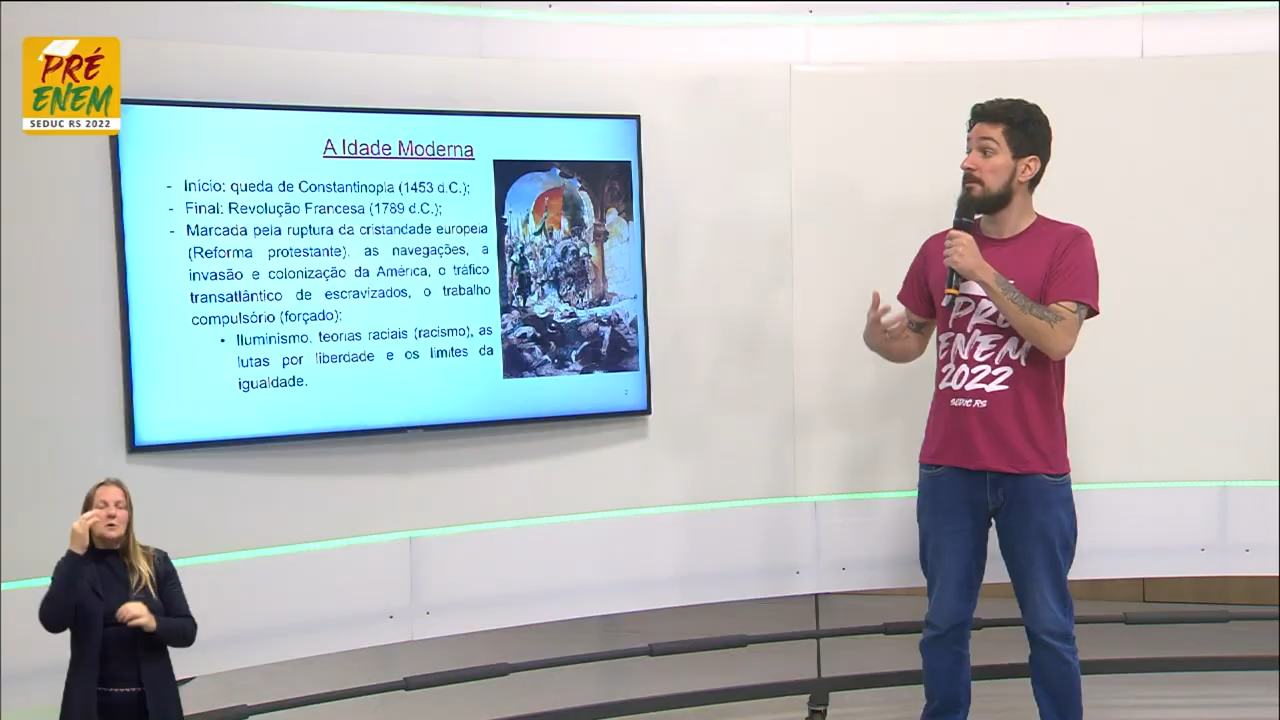 PRÉ
ENEM
SEDUC RS 2022
A Idade Moderna
- Início: queda de Constantinopla (1453 d.C.);
- Final: Revolução Francesa (1789 d.C.);
- Marcada pela ruptura da cristandade europeia
(Reforma protestante), as navegações, a
invasão e colonização da América, o tráfico
transatlântico de escravizados, o trabalho
compulsório (forçado);
• Iluminismo, teorias raciais (racismo), as
lutas por liberdade e os limites da
igualdade.
2
PRÉ
ENEM
2022
SEDUC RS